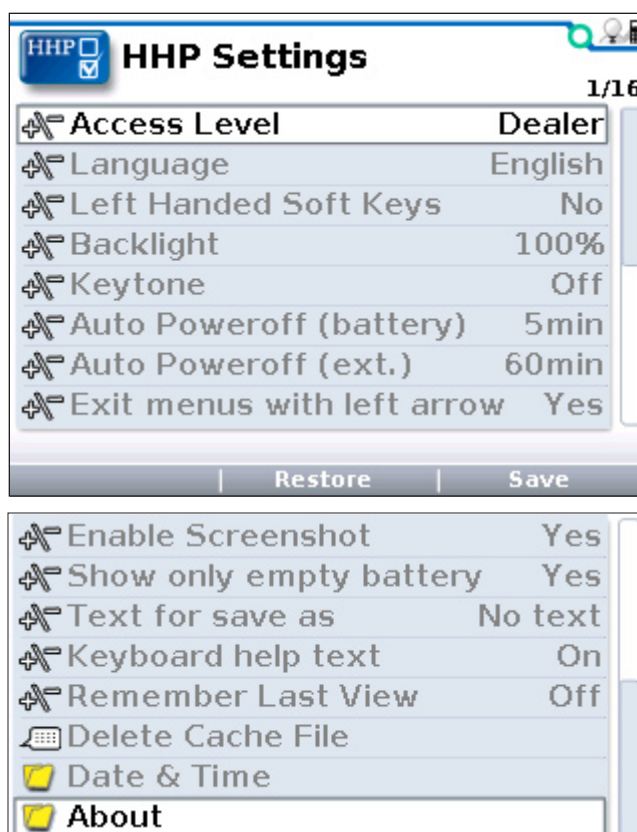 HHP
HHP Settings
1/16
Access Level Dealer
Language English
Left Handed Soft Keys No
Backlight 100%
Keytone Off
Auto Poweroff (battery) 5min
Auto Poweroff (ext.) 60min
Exit menus with left arrow Yes
| Restore | Save
Enable Screenshot Yes
Show only empty battery Yes
Text for save as No text
Keyboard help text On
Remember Last View Off
Delete Cache File
Date & Time
About